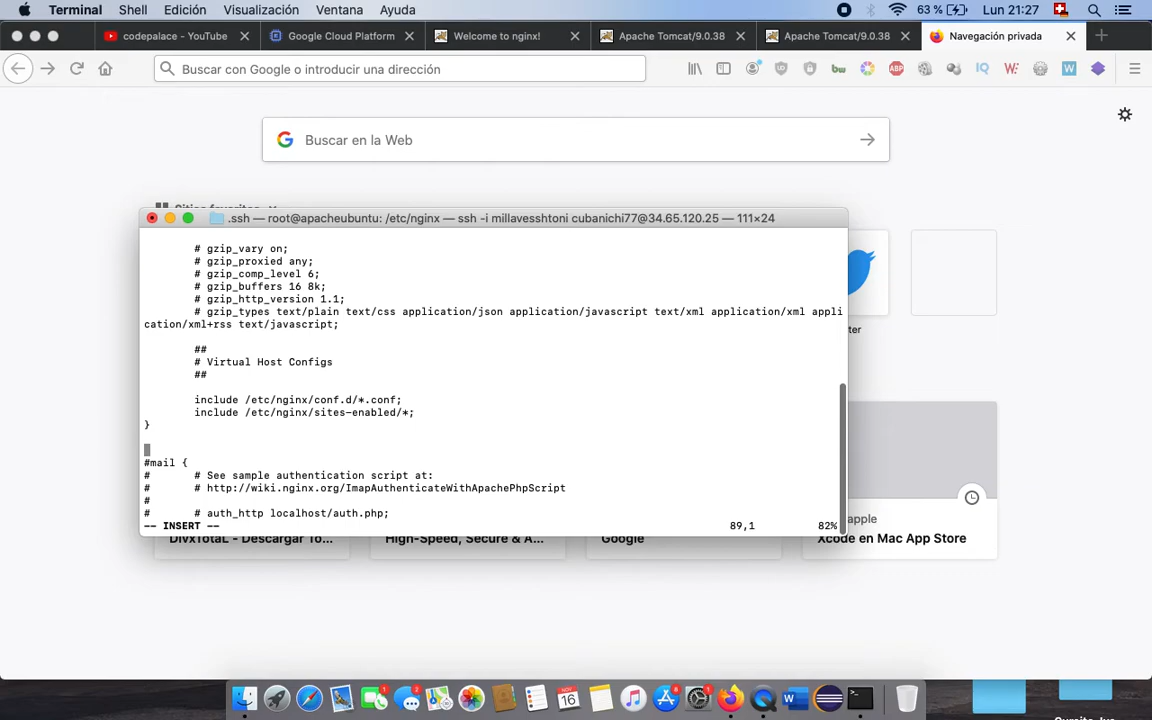 Terminal Shell Edición Visualización Ventana Ayuda 63 % Lun 21:27
codepalace - YouTube Google Cloud Platform Welcome to nginx! Apache Tomcat/9.0.38 Apache Tomcat/9.0.38 Navegación privada
Buscar con Google o introducir una dirección
Buscar en la Web
.ssh — root@apacheubuntu: /etc/nginx — ssh -i millavesshtoni cubanichi77@34.65.120.25 — 111×24
# gzip_vary on;
# gzip_proxied any;
# gzip_comp_level 6;
# gzip_buffers 16 8k;
# gzip_http_version 1.1;
# gzip_types text/plain text/css application/json application/javascript text/xml application/xml appli
cation/xml+rss text/javascript;
##
# Virtual Host Configs
##
include /etc/nginx/conf.d/*.conf;
include /etc/nginx/sites-enabled/*;
}
#mail {
# # See sample authentication script at:
# # http://wiki.nginx.org/ImapAuthenticateWithApachePhpScript
#
# # auth_http localhost/auth.php;
-- INSERT -- 89,1 82%
ter
apple
DivxTotaL - Descargar To... High-Speed, Secure & A... Google Xcode en Mac App Store